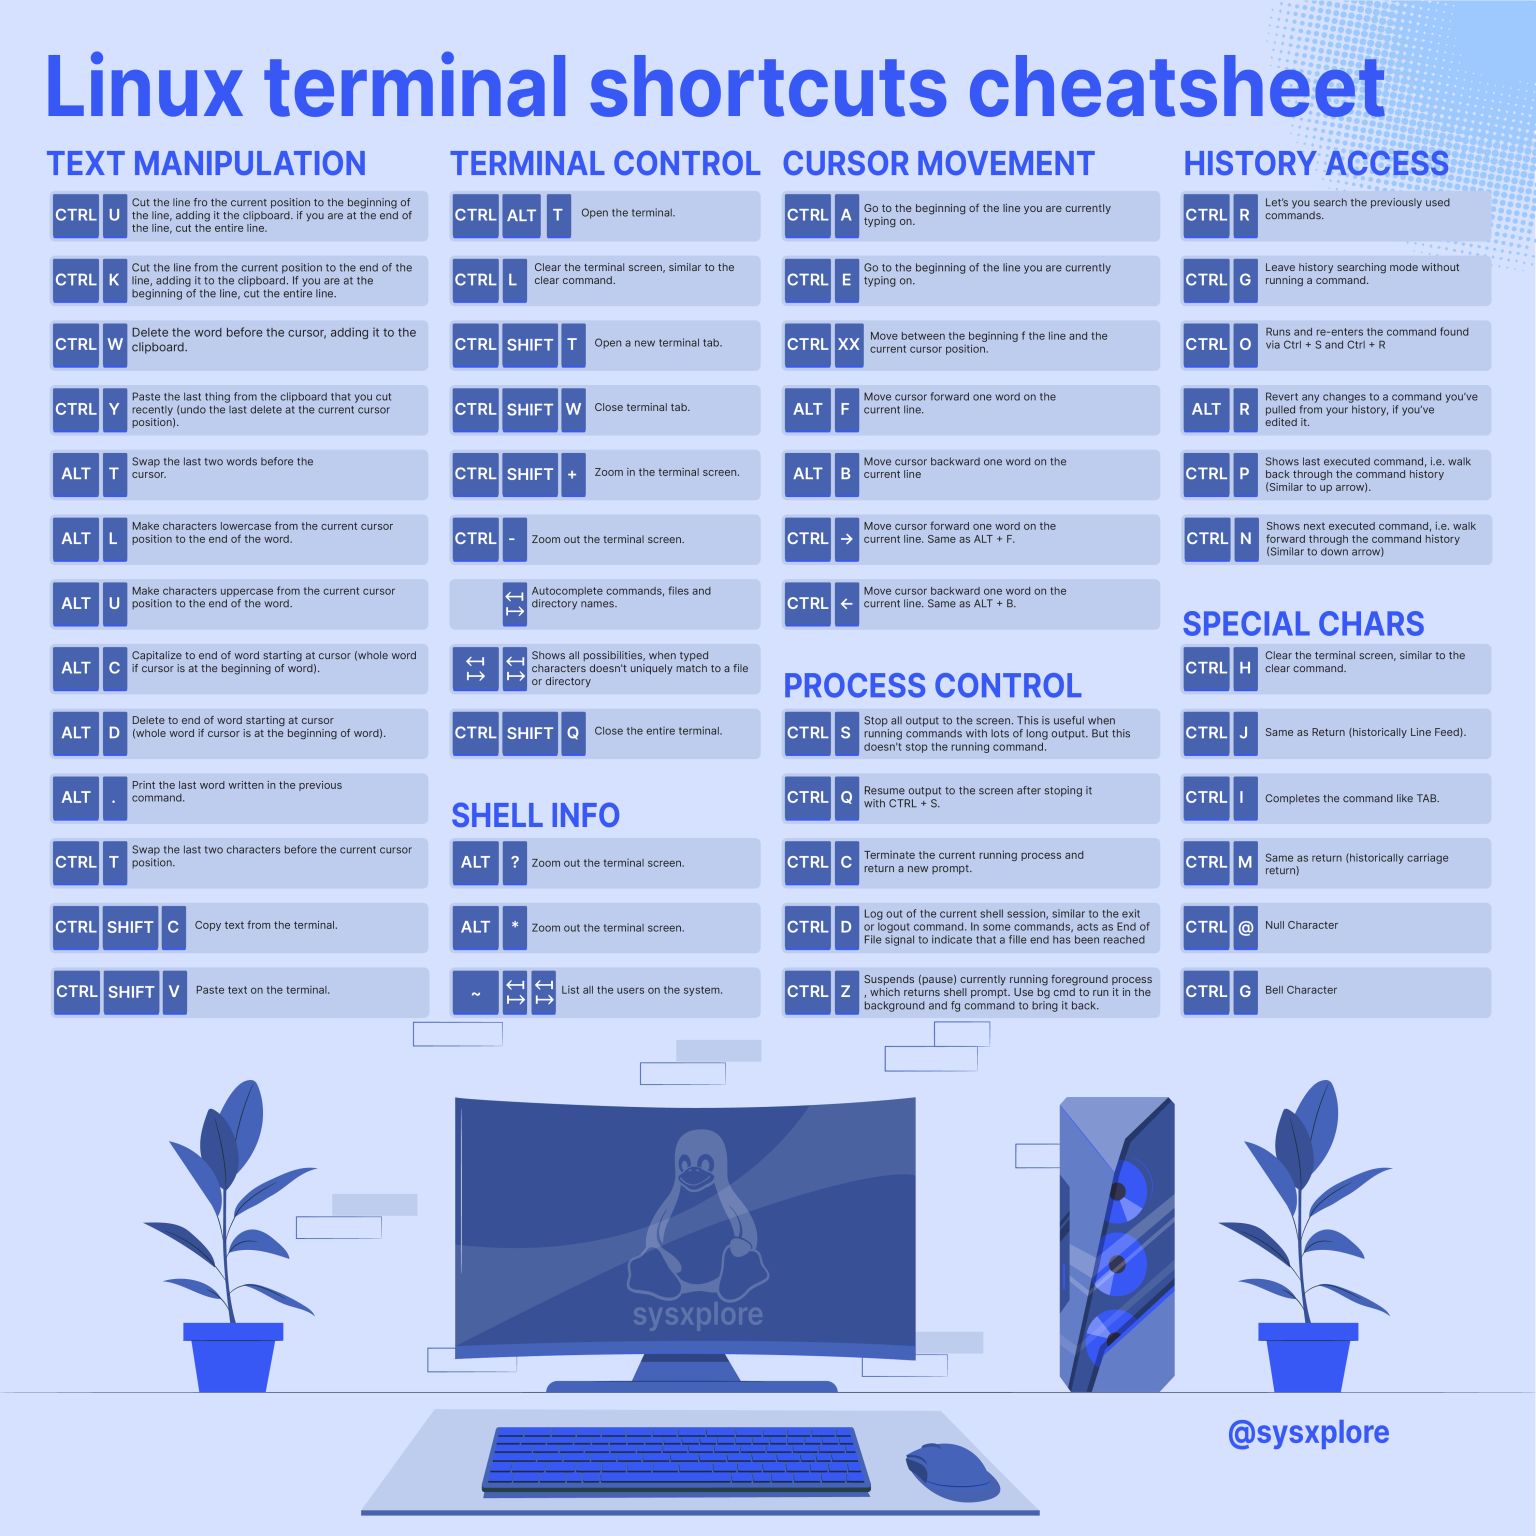 Linux terminal shortcuts cheatsheet
TEXT MANIPULATION
CTRL U
Cut the line fro the current position to the beginning of
the line, adding it the clipboard. if you are at the end of
the line, cut the entire line.
CTRL K
Cut the line from the current position to the end of the
line, adding it to the clipboard. If you are at the
beginning of the line, cut the entire line.
CTRL W
Delete the word before the cursor, adding it to the
clipboard.
CTRL Y
Paste the last thing from the clipboard that you cut
recently (undo the last delete at the current cursor
position).
ALT T
Swap the last two words before the
cursor.
ALT L
Make characters lowercase from the current cursor
position to the end of the word.
ALT U
Make characters uppercase from the current cursor
position to the end of the word.
ALT C
Capitalize to end of word starting at cursor (whole word
if cursor is at the beginning of word).
ALT D
Delete to end of word starting at cursor
(whole word if cursor is at the beginning of word).
ALT .
Print the last word written in the previous
command.
CTRL T
Swap the last two characters before the current cursor
position.
CTRL SHIFT C
Copy text from the terminal.
CTRL SHIFT V
Paste text on the terminal.
TERMINAL CONTROL
CTRL ALT T
Open the terminal.
CTRL L
Clear the terminal screen, similar to the
clear command.
CTRL SHIFT T
Open a new terminal tab.
CTRL SHIFT W
Close terminal tab.
CTRL SHIFT +
Zoom in the terminal screen.
CTRL -
Zoom out the terminal screen.
↤ ↦
Autocomplete commands, files and
directory names.
↤ ↦ ↤ ↦
Shows all possibilities, when typed
characters doesn't uniquely match to a file
or directory
CTRL SHIFT Q
Close the entire terminal.
SHELL INFO
ALT ?
Zoom out the terminal screen.
ALT *
Zoom out the terminal screen.
~ ↤ ↦ ↤ ↦
List all the users on the system.
CURSOR MOVEMENT
CTRL A
Go to the beginning of the line you are currently
typing on.
CTRL E
Go to the beginning of the line you are currently
typing on.
CTRL XX
Move between the beginning f the line and the
current cursor position.
ALT F
Move cursor forward one word on the
current line.
ALT B
Move cursor backward one word on the
current line
CTRL →
Move cursor forward one word on the
current line. Same as ALT + F.
CTRL ←
Move cursor backward one word on the
current line. Same as ALT + B.
PROCESS CONTROL
CTRL S
Stop all output to the screen. This is useful when
running commands with lots of long output. But this
doesn't stop the running command.
CTRL Q
Resume output to the screen after stoping it
with CTRL + S.
CTRL C
Terminate the current running process and
return a new prompt.
CTRL D
Log out of the current shell session, similar to the exit
or logout command. In some commands, acts as End of
File signal to indicate that a fille end has been reached
CTRL Z
Suspends (pause) currently running foreground process
, which returns shell prompt. Use bg cmd to run it in the
background and fg command to bring it back.
HISTORY ACCESS
CTRL R
Let's you search the previously used
commands.
CTRL G
Leave history searching mode without
running a command.
CTRL O
Runs and re-enters the command found
via Ctrl + S and Ctrl + R
ALT R
Revert any changes to a command you've
pulled from your history, if you've
edited it.
CTRL P
Shows last executed command, i.e. walk
back through the command history
(Similar to up arrow).
CTRL N
Shows next executed command, i.e. walk
forward through the command history
(Similar to down arrow)
SPECIAL CHARS
CTRL H
Clear the terminal screen, similar to the
clear command.
CTRL J
Same as Return (historically Line Feed).
CTRL I
Completes the command like TAB.
CTRL M
Same as return (historically carriage
return)
CTRL @
Null Character
CTRL G
Bell Character
sysxplore
@sysxplore